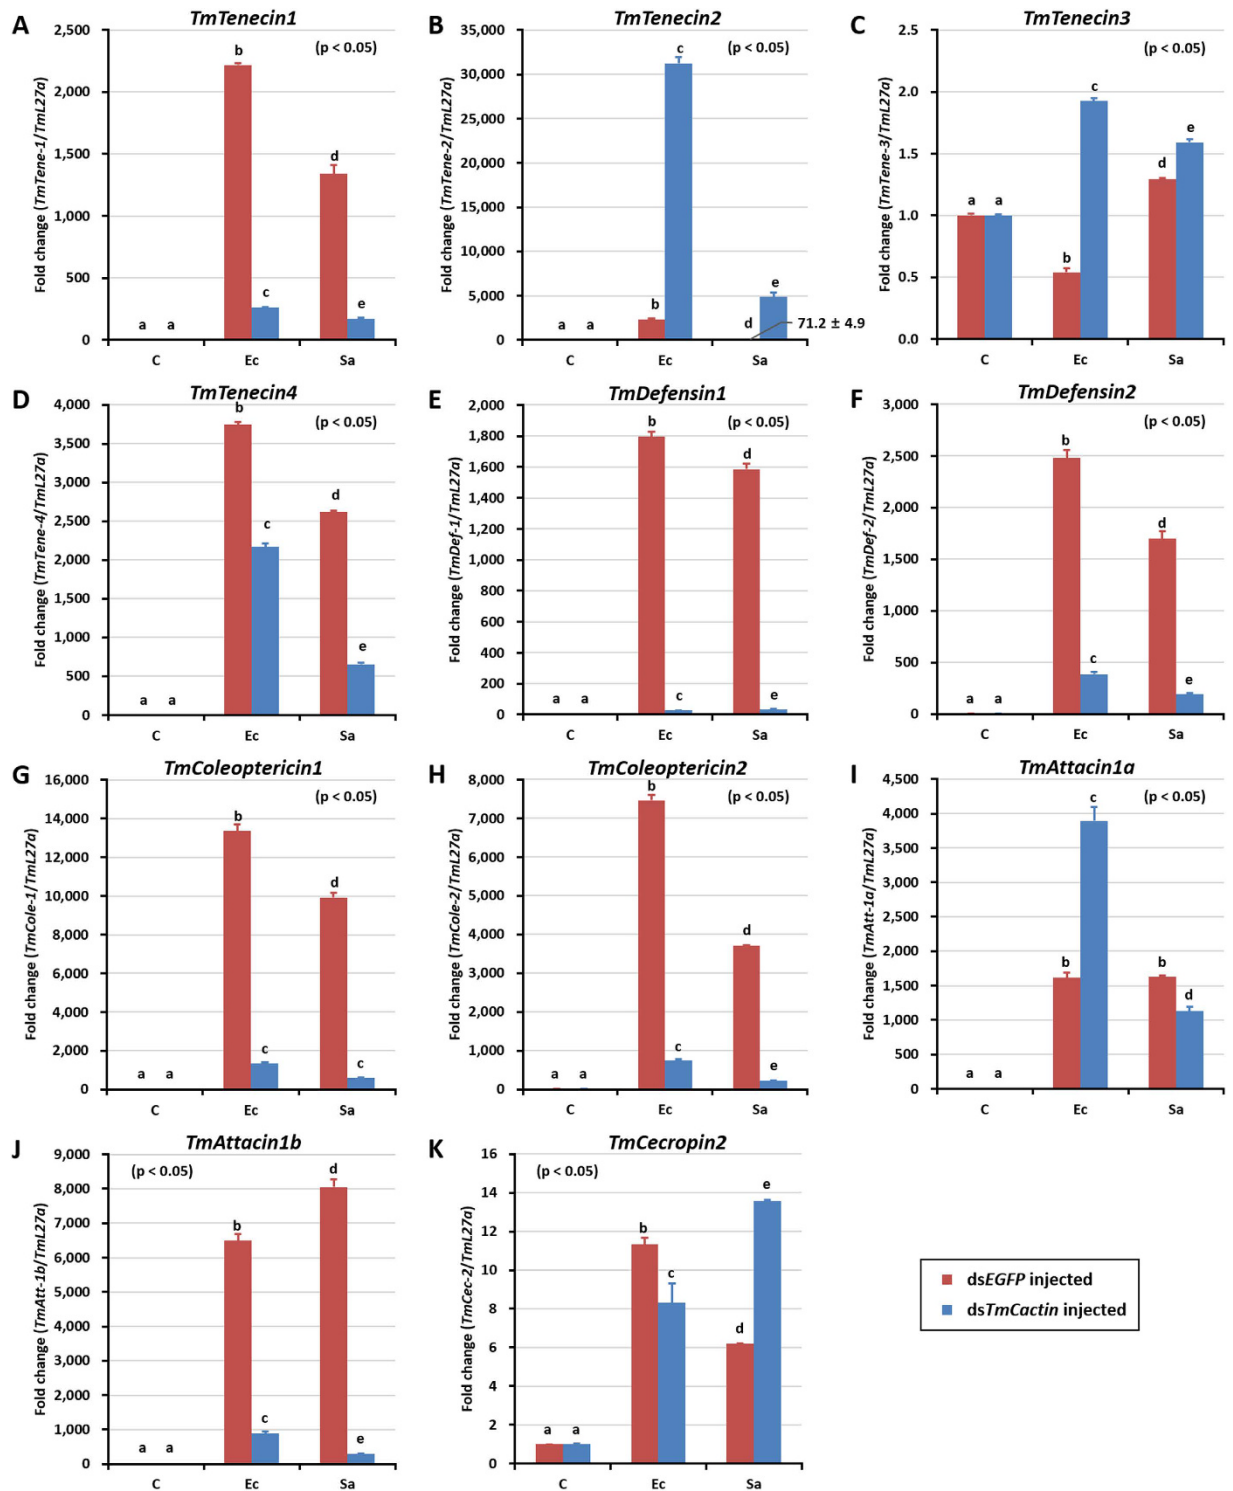 A
TmTenecin1
Fold change (TmTene-1/TmL27a)
2,500
2,000
1,500
1,000
500
0
(p < 0.05)
a a b c d e
C Ec Sa
B
TmTenecin2
Fold change (TmTene-2/TmL27a)
35,000
30,000
25,000
20,000
15,000
10,000
5,000
0
(p < 0.05)
a a b c d e
71.2 ± 4.9
C Ec Sa
C
TmTenecin3
Fold change (TmTene-3/TmL27a)
2.5
2.0
1.5
1.0
0.5
0.0
(p < 0.05)
a a b c d e
C Ec Sa
D
TmTenecin4
Fold change (TmTene-4/TmL27a)
4,000
3,500
3,000
2,500
2,000
1,500
1,000
500
0
(p < 0.05)
a a b c d e
C Ec Sa
E
TmDefensin1
Fold change (TmDef-1/TmL27a)
2,000
1,800
1,600
1,400
1,200
1,000
800
600
400
200
0
(p < 0.05)
a a b c d e
C Ec Sa
F
TmDefensin2
Fold change (TmDef-2/TmL27a)
3,000
2,500
2,000
1,500
1,000
500
0
(p < 0.05)
a a b c d e
C Ec Sa
G
TmColeoptericin1
Fold change (TmCole-1/TmL27a)
16,000
14,000
12,000
10,000
8,000
6,000
4,000
2,000
0
(p < 0.05)
a a b c d c
C Ec Sa
H
TmColeoptericin2
Fold change (TmCole-2/TmL27a)
8,000
7,000
6,000
5,000
4,000
3,000
2,000
1,000
0
(p < 0.05)
a a b c d e
C Ec Sa
I
TmAttacin1a
Fold change (TmAtt-1a/TmL27a)
4,500
4,000
3,500
3,000
2,500
2,000
1,500
1,000
500
0
(p < 0.05)
a a b c b d
C Ec Sa
J
TmAttacin1b
Fold change (TmAtt-1b/TmL27a)
9,000
8,000
7,000
6,000
5,000
4,000
3,000
2,000
1,000
0
(p < 0.05)
a a b c d e
C Ec Sa
K
TmCecropin2
Fold change (TmCec-2/TmL27a)
16
14
12
10
8
6
4
2
0
(p < 0.05)
a a b c d e
C Ec Sa
dsEGFP injected
dsTmCactin injected